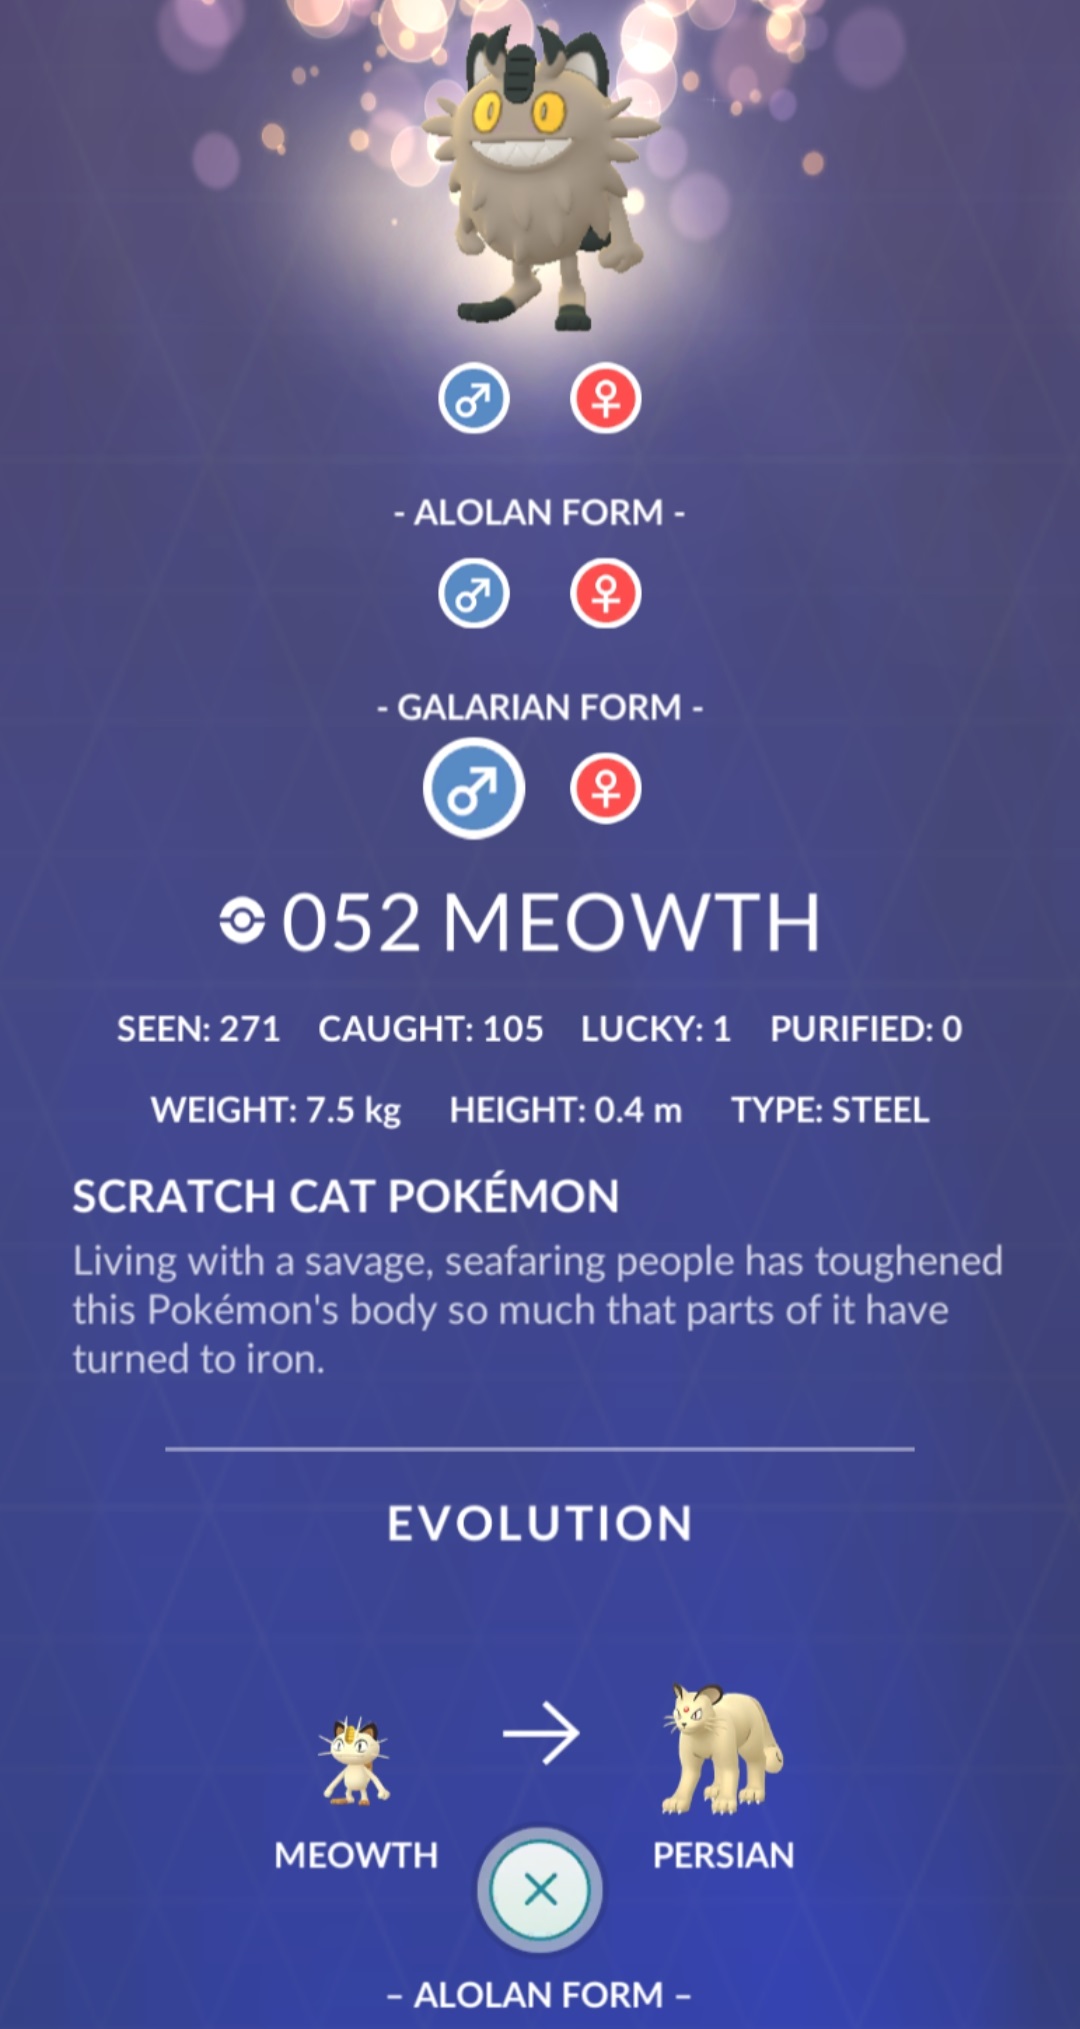 - ALOLAN FORM -
- GALARIAN FORM -
052 MEOWTH
SEEN: 271 CAUGHT: 105 LUCKY: 1 PURIFIED: 0
WEIGHT: 7.5 kg HEIGHT: 0.4 m TYPE: STEEL
SCRATCH CAT POKÉMON
Living with a savage, seafaring people has toughened
this Pokémon's body so much that parts of it have
turned to iron.
EVOLUTION
MEOWTH PERSIAN
– ALOLAN FORM –